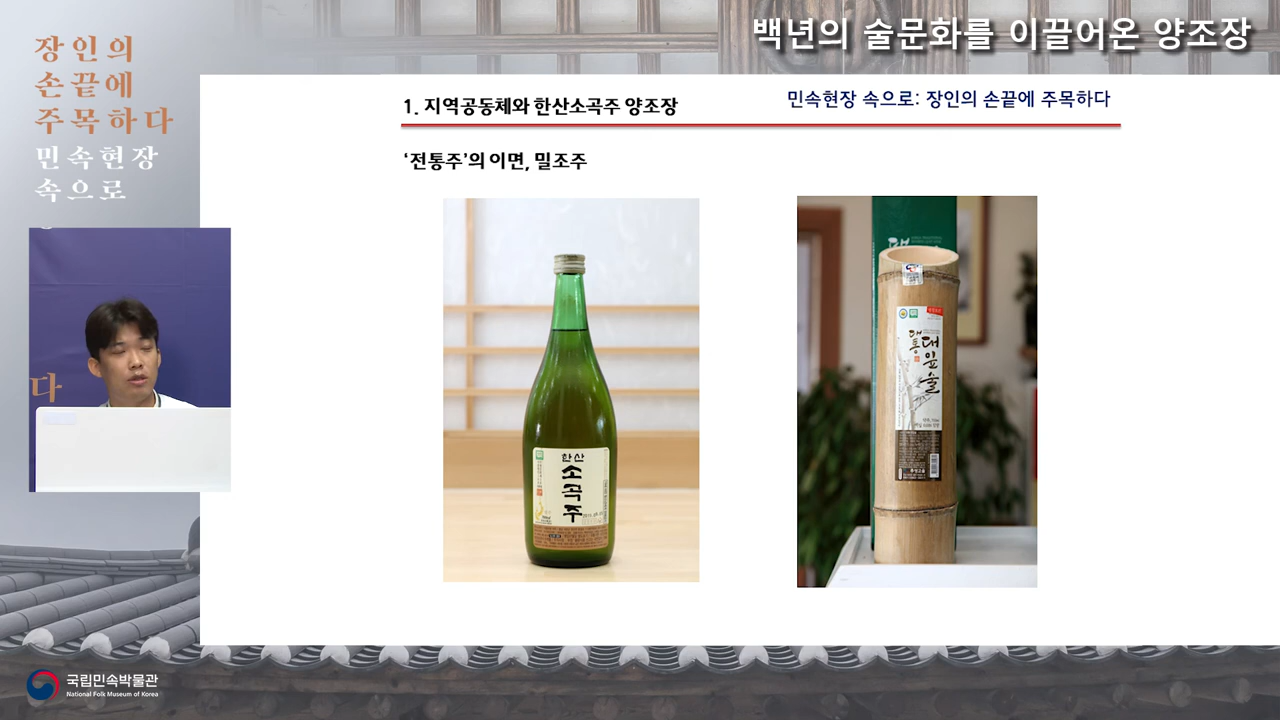 백년의 술문화를 이끌어온 양조장
장인의
손끝에
주목하다
민속현장
속으로
1. 지역공동체와 한산소곡주 양조장
민속현장 속으로: 장인의 손끝에 주목하다
‘전통주’의 이면, 밀조주
다
한산
소곡주
대통
대잎술
국립민속박물관
National Folk Museum of Korea